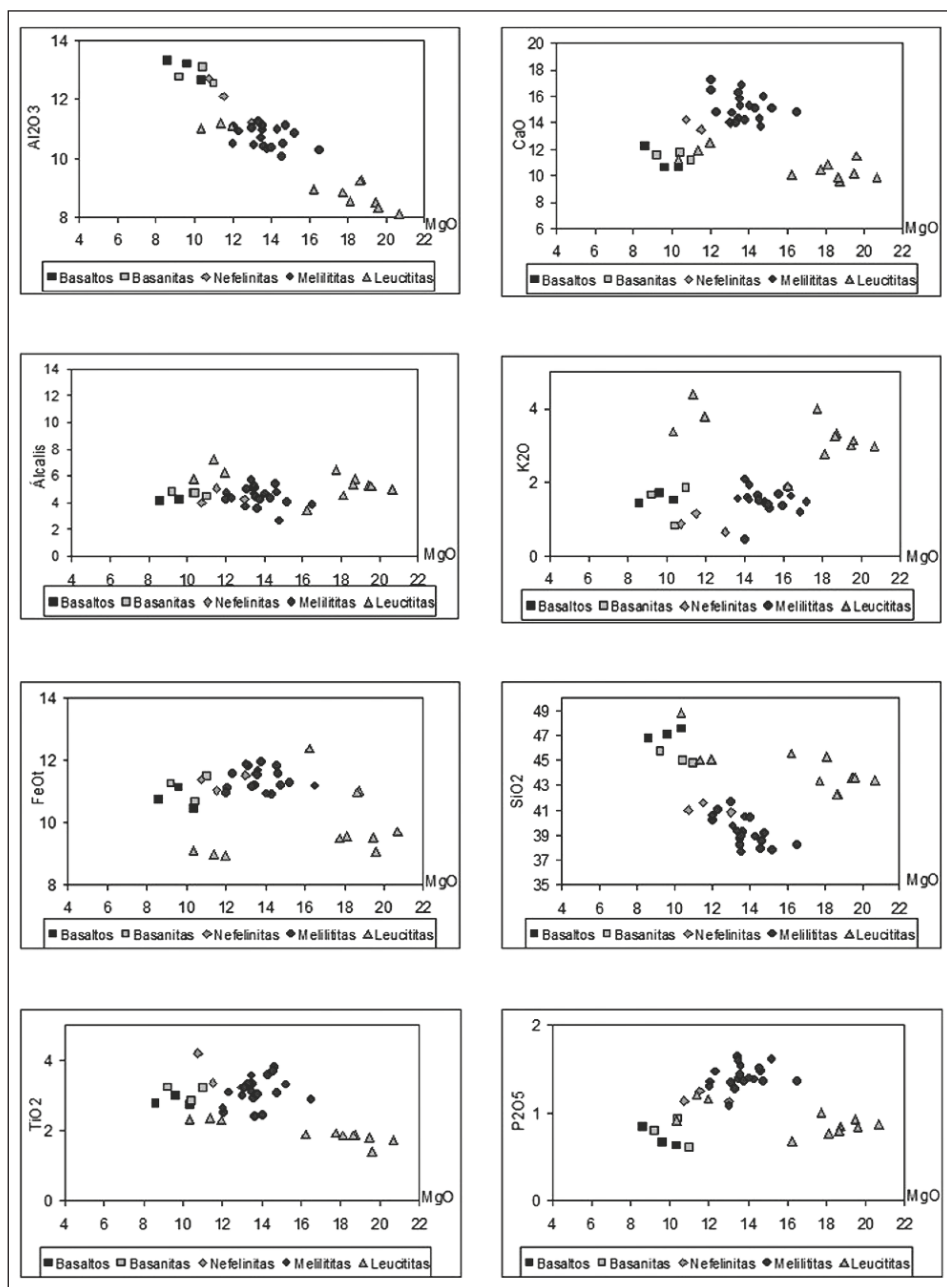 14
12
10
8
Al2O3
4 6 8 10 12 14 16 18 20 22
MgO
Basaltos Basanitas Nefelinitas Melilititas Leucititas
20
18
16
14
12
10
8
6
CaO
4 6 8 10 12 14 16 18 20 22
MgO
Basaltos Basanitas Nefelinitas Melilititas Leucititas
14
12
10
8
6
4
2
0
Álcalis
4 6 8 10 12 14 16 18 20 22
MgO
Basaltos Basanitas Nefelinitas Melilititas Leucititas
4
2
0
K2O
4 6 8 10 12 14 16 18 20 22
MgO
Basaltos Basanitas Nefelinitas Melilititas Leucititas
14
12
10
8
FeOt
4 6 8 10 12 14 16 18 20 22
MgO
Basaltos Basanitas Nefelinitas Melilititas Leucititas
49
47
45
43
41
39
37
35
SiO2
4 6 8 10 12 14 16 18 20 22
MgO
Basaltos Basanitas Nefelinitas Melilititas Leucititas
4
2
0
TiO2
4 6 8 10 12 14 16 18 20 22
MgO
Basaltos Basanitas Nefelinitas Melilititas Leucititas
2
1
0
P2O5
4 6 8 10 12 14 16 18 20 22
MgO
Basaltos Basanitas Nefelinitas Melilititas Leucititas